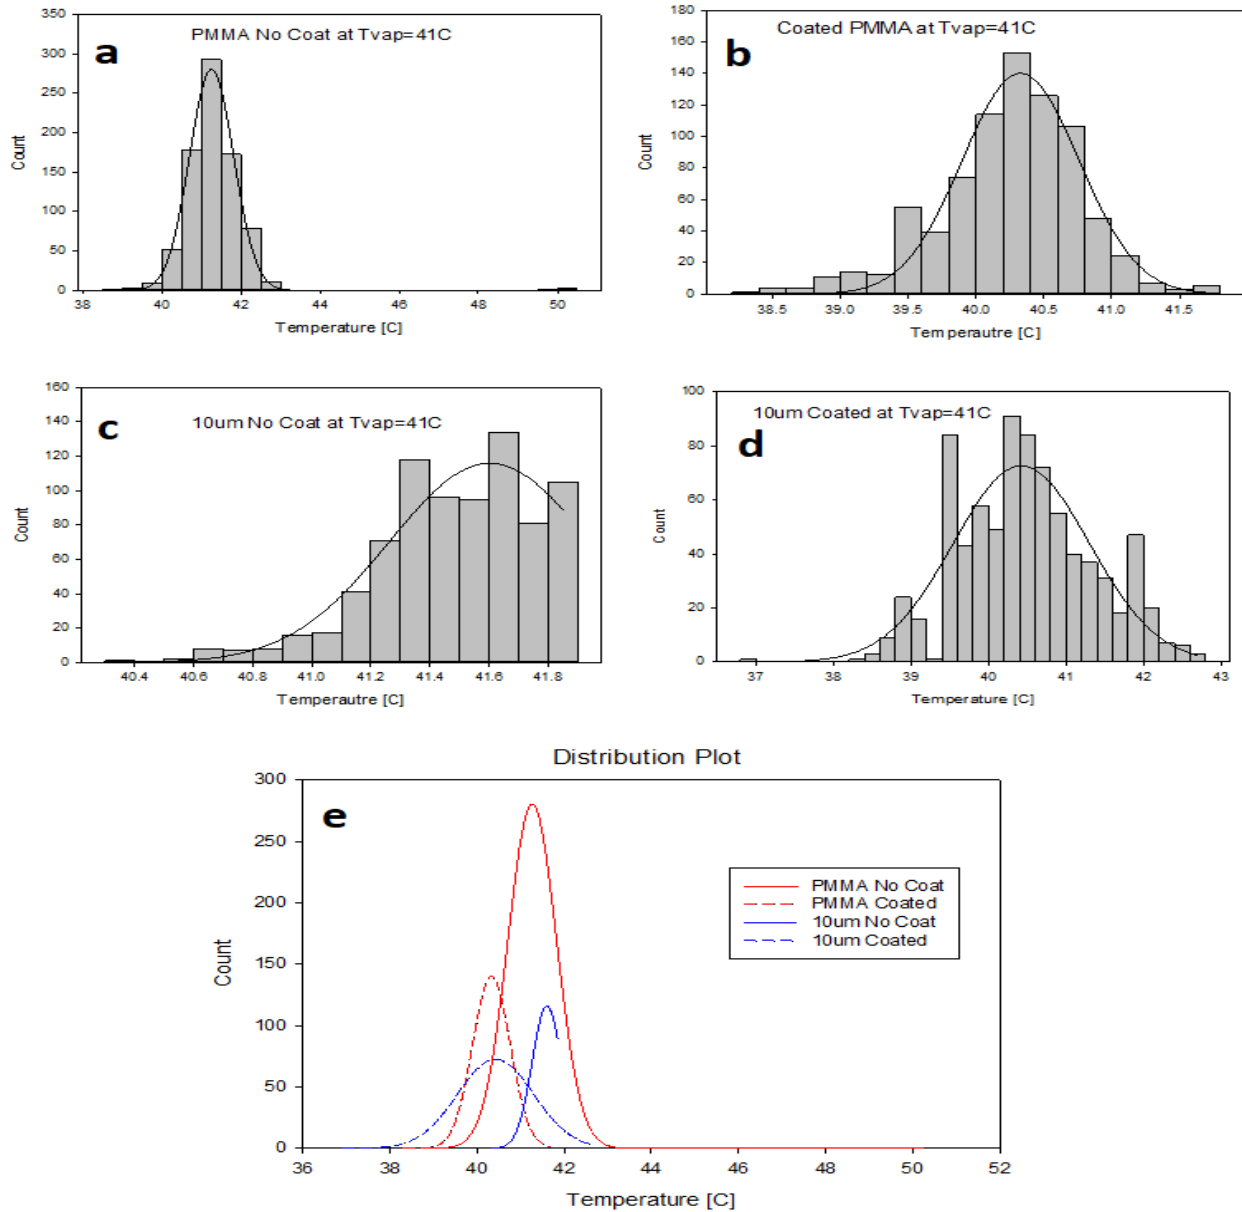 a
PMMA No Coat at Tvap=41C
350
300
250
200
150
100
50
0
Count
38 40 42 44 46 48 50
Temperature [C]
b
Coated PMMA at Tvap=41C
180
160
140
120
100
80
60
40
20
0
Count
38.5 39.0 39.5 40.0 40.5 41.0 41.5
Temperautre [C]
c
10um No Coat at Tvap=41C
160
140
120
100
80
60
40
20
0
Count
40.4 40.6 40.8 41.0 41.2 41.4 41.6 41.8
Temperautre [C]
d
10um Coated at Tvap=41C
100
80
60
40
20
0
Count
37 38 39 40 41 42 43
Temperature [C]
Distribution Plot
e
300
250
200
150
100
50
0
Count
PMMA No Coat
PMMA Coated
10um No Coat
10um Coated
36 38 40 42 44 46 48 50 52
Temperature [C]